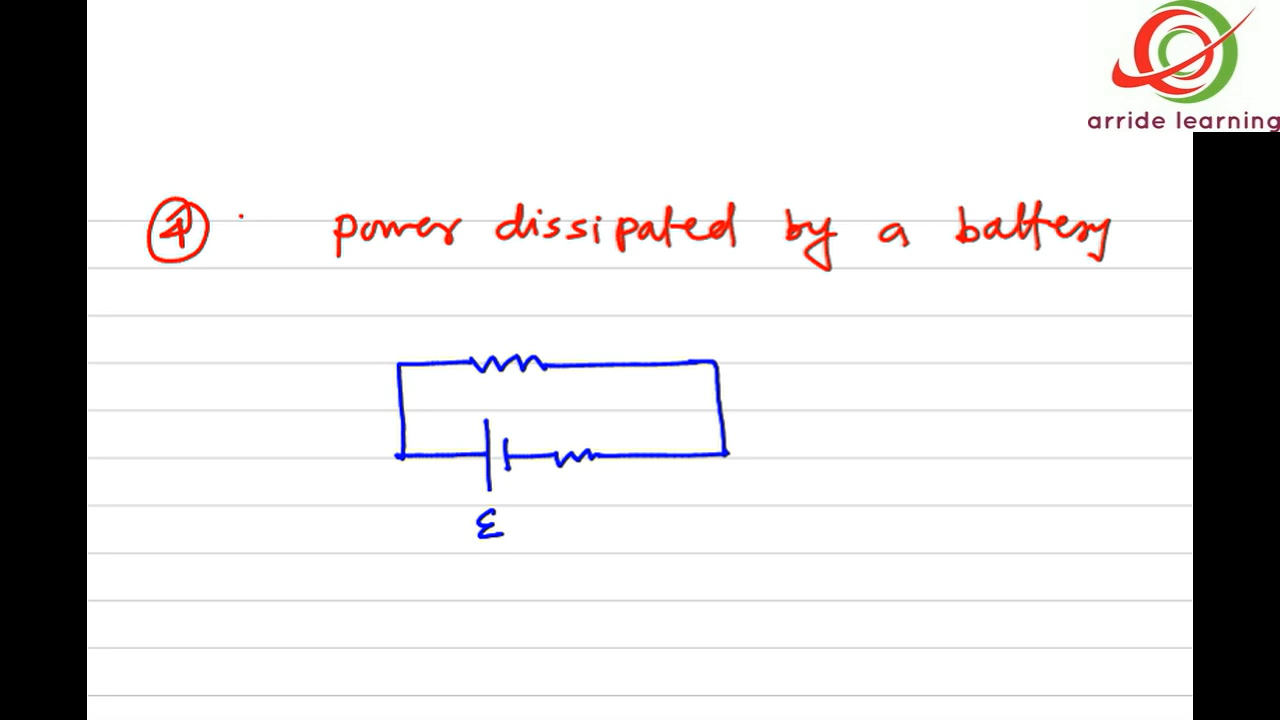 arride learning
④ power dissipated by a battery
ε